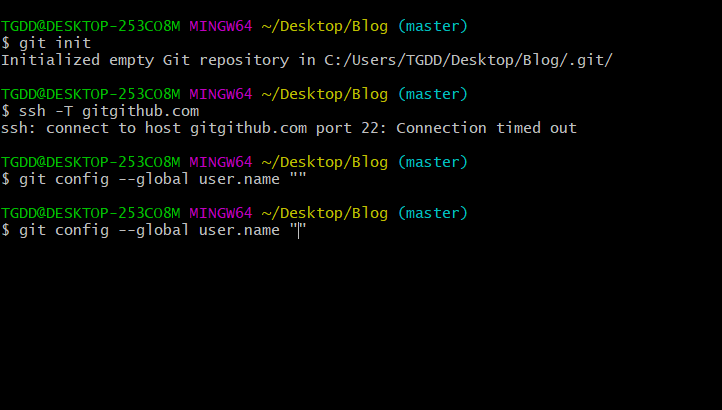 TGDD@DESKTOP-253CO8M MINGW64 ~/Desktop/Blog (master)
$ git init
Initialized empty Git repository in C:/Users/TGDD/Desktop/Blog/.git/
TGDD@DESKTOP-253CO8M MINGW64 ~/Desktop/Blog (master)
$ ssh -T gitgithub.com
ssh: connect to host gitgithub.com port 22: Connection timed out
TGDD@DESKTOP-253CO8M MINGW64 ~/Desktop/Blog (master)
$ git config --global user.name ""
TGDD@DESKTOP-253CO8M MINGW64 ~/Desktop/Blog (master)
$ git config --global user.name ""